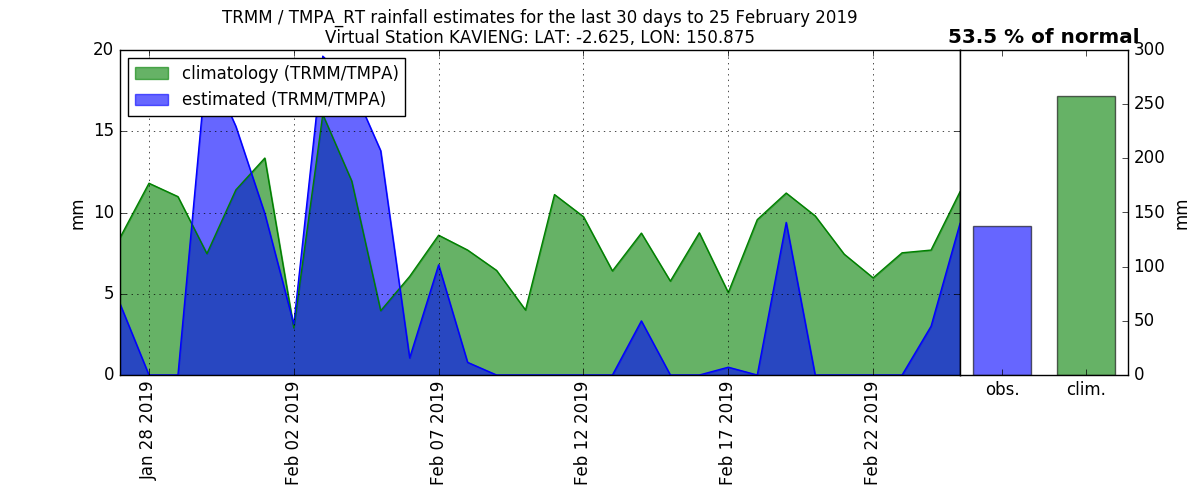 TRMM / TMPA_RT rainfall estimates for the last 30 days to 25 February 2019
Virtual Station KAVIENG: LAT: -2.625, LON: 150.875
53.5 % of normal
climatology (TRMM/TMPA)
estimated (TRMM/TMPA)
20
15
10
5
0
mm
Jan 28 2019
Feb 02 2019
Feb 07 2019
Feb 12 2019
Feb 17 2019
Feb 22 2019
obs.
clim.
300
250
200
150
100
50
0
mm